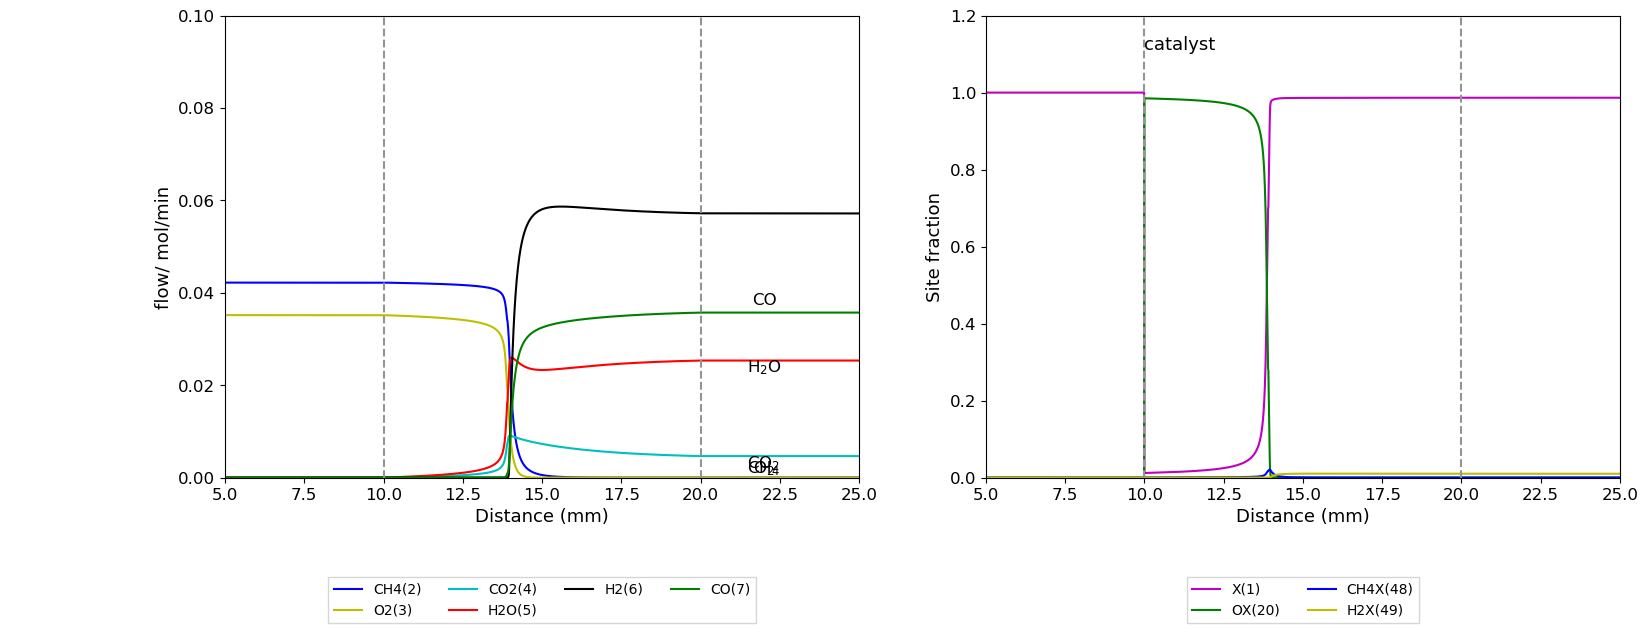 0.10
0.08
0.06
0.04
0.02
0.00
flow/ mol/min
CO
H₂O
CO₂
5.0 7.5 10.0 12.5 15.0 17.5 20.0 22.5 25.0
Distance (mm)
CH4(2) CO2(4) H2(6) CO(7)
O2(3) H2O(5)
1.2
1.0
0.8
0.6
0.4
0.2
0.0
Site fraction
catalyst
5.0 7.5 10.0 12.5 15.0 17.5 20.0 22.5 25.0
Distance (mm)
X(1) CH4X(48)
OX(20) H2X(49)